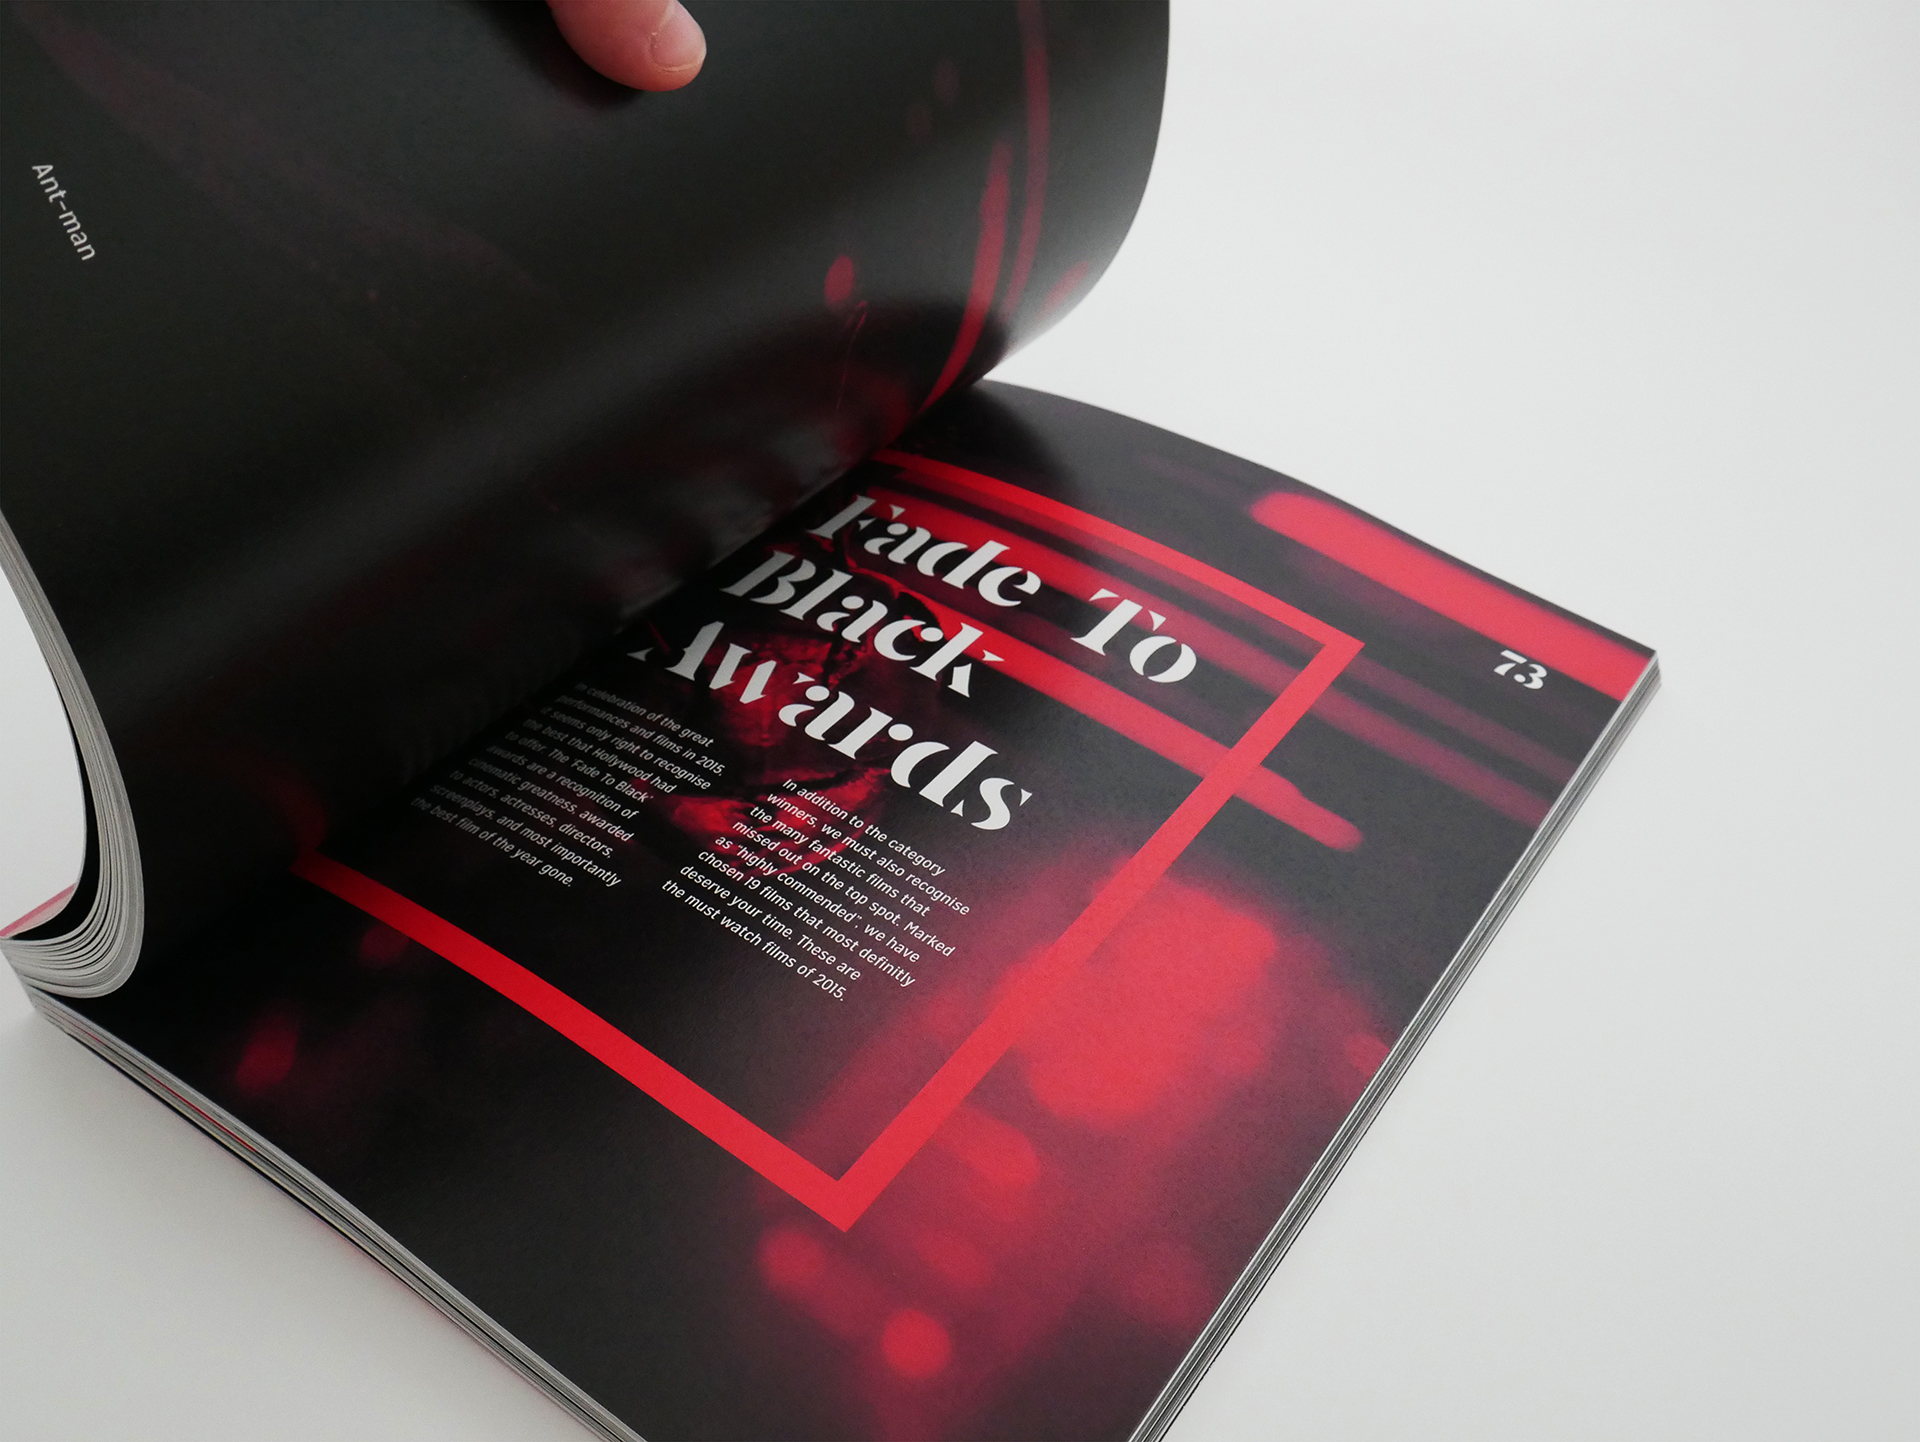 Ant-man
Fade To
Black
Awards
73
In celebration of the great
performances and films in 2015,
it seems only right to recognise
the best that Hollywood had
to offer. The 'Fade To Black'
awards are a recognition of
cinematic greatness, awarded
to actors, actresses, directors,
screenplays, and most importantly
the best film of the year gone.
In addition to the category
winners, we must also recognise
the many fantastic films that
missed out on the top spot. Marked
as "highly commended", we have
chosen 19 films that most definitly
deserve your time. These are
the must watch films of 2015.